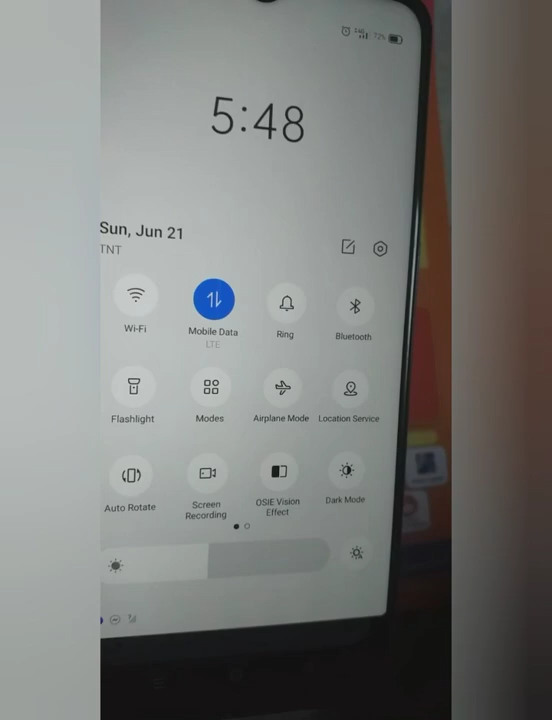 72%
5:48
Sun, Jun 21
TNT
Wi-Fi
Mobile Data
LTE
Ring
Bluetooth
Flashlight
Modes
Airplane Mode
Location Service
Auto Rotate
Screen
Recording
OSIE Vision
Effect
Dark Mode